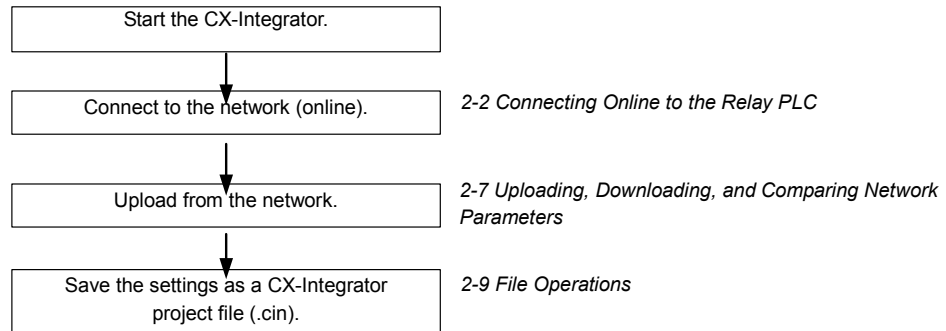 Start the CX-Integrator.
Connect to the network (online).
2-2 Connecting Online to the Relay PLC
Upload from the network.
2-7 Uploading, Downloading, and Comparing Network
Parameters
Save the settings as a CX-Integrator
project file (.cin).
2-9 File Operations